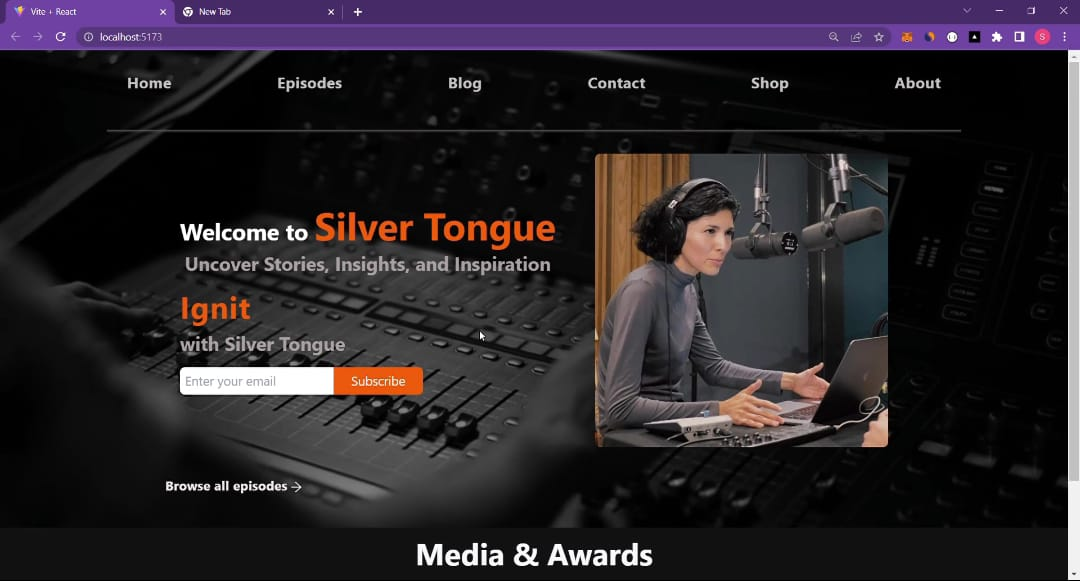 Vite + React
New Tab
localhost:5173
S
Home Episodes Blog Contact Shop About
Welcome to Silver Tongue
Uncover Stories, Insights, and Inspiration
Ignit
with Silver Tongue
Enter your email Subscribe
Browse all episodes →
Media & Awards